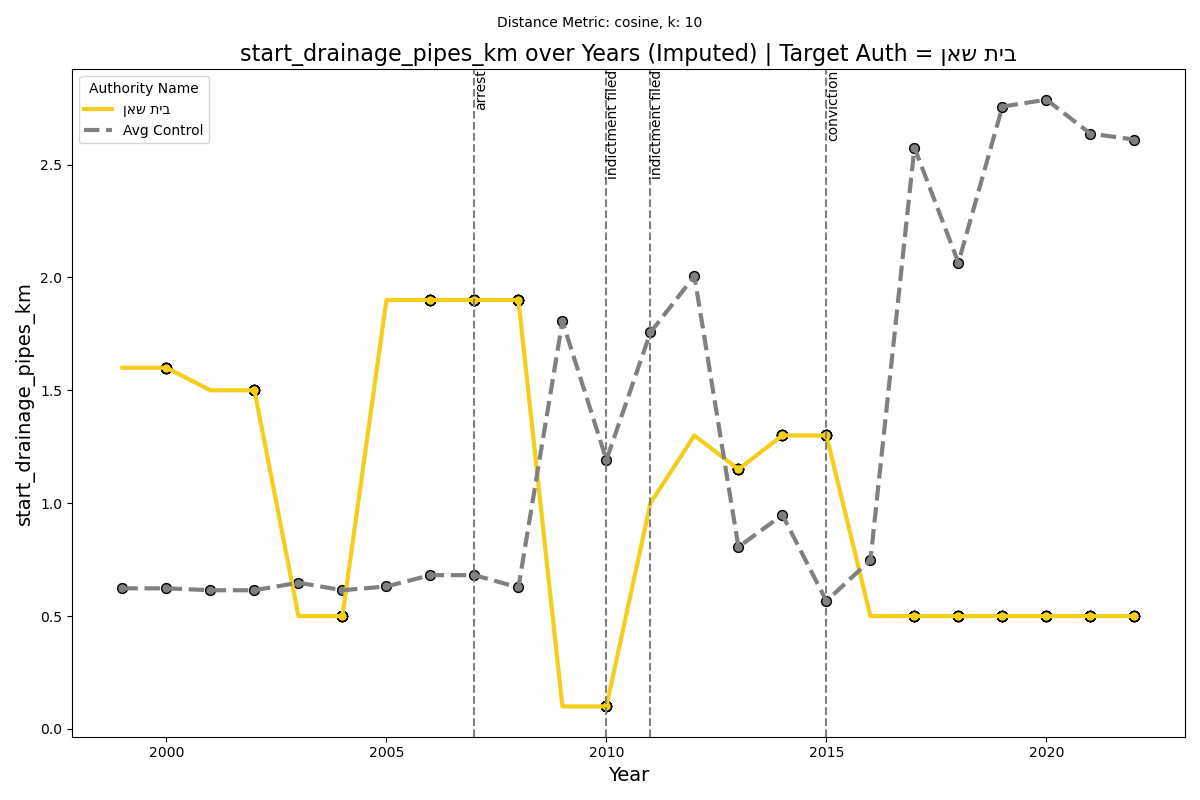 Distance Metric: cosine, k: 10
start_drainage_pipes_km over Years (Imputed) | Target Auth = בית שאן
Authority Name
בית שאן
Avg Control
arrest
indictment filed
indictment filed
conviction
start_drainage_pipes_km
2.5
2.0
1.5
1.0
0.5
0.0
2000 2005 2010 2015 2020
Year